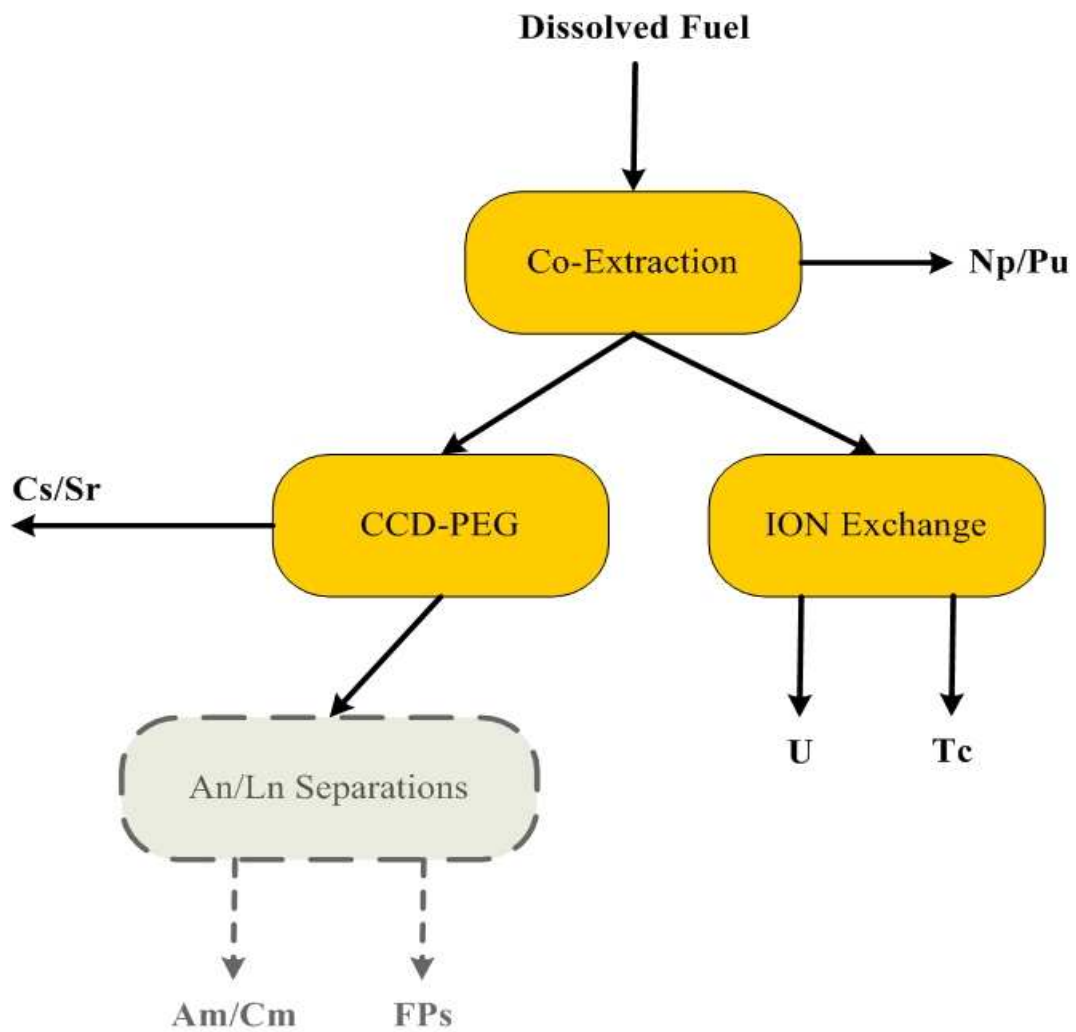 Dissolved Fuel
Co-Extraction
Np/Pu
Cs/Sr
CCD-PEG
ION Exchange
U
Tc
An/Ln Separations
Am/Cm
FPs